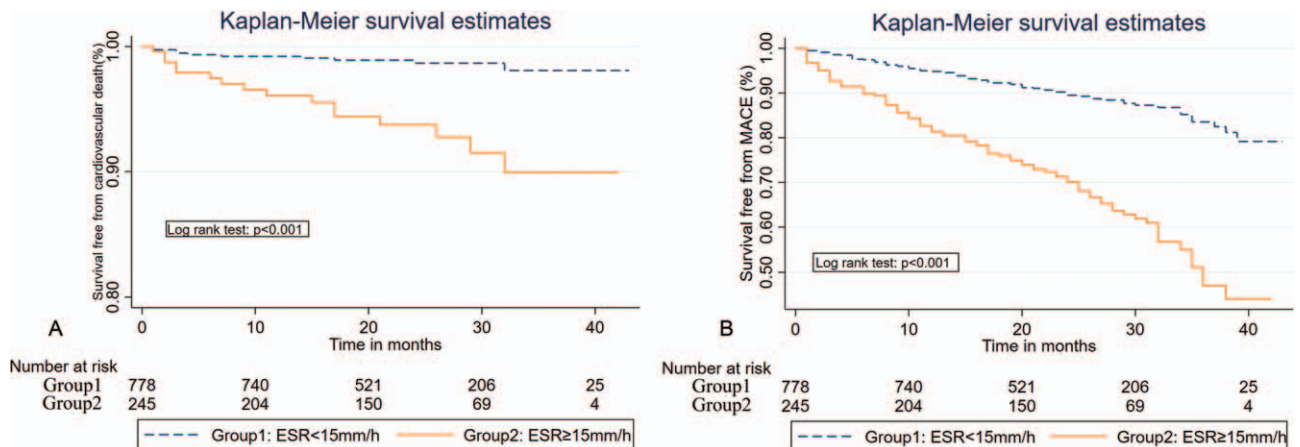 Kaplan-Meier survival estimates
Survival free from cardiovascular death(%)
1.00
0.90
0.80
Log rank test: p<0.001
A
0 10 20 30 40
Time in months
Number at risk
Group1 778 740 521 206 25
Group2 245 204 150 69 4
Kaplan-Meier survival estimates
Survival free from MACE (%)
1.00
0.90
0.80
0.70
0.60
0.50
Log rank test: p<0.001
B
0 10 20 30 40
Time in months
Number at risk
Group1 778 740 521 206 25
Group2 245 204 150 69 4
Group1: ESR<15mm/h Group2: ESR≥15mm/h
Group1: ESR<15mm/h Group2: ESR≥15mm/h